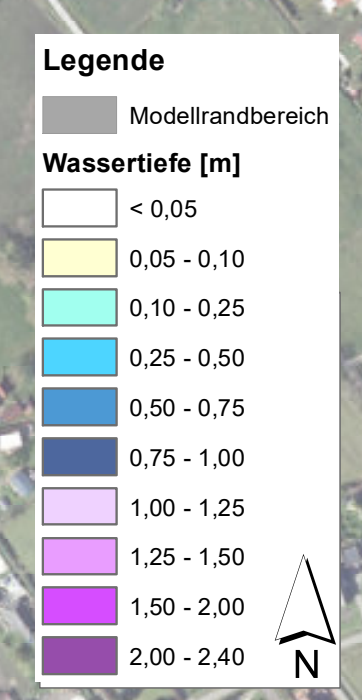 Legende
Modellrandbereich
Wassertiefe [m]
< 0,05
0,05 - 0,10
0,10 - 0,25
0,25 - 0,50
0,50 - 0,75
0,75 - 1,00
1,00 - 1,25
1,25 - 1,50
1,50 - 2,00
2,00 - 2,40
N